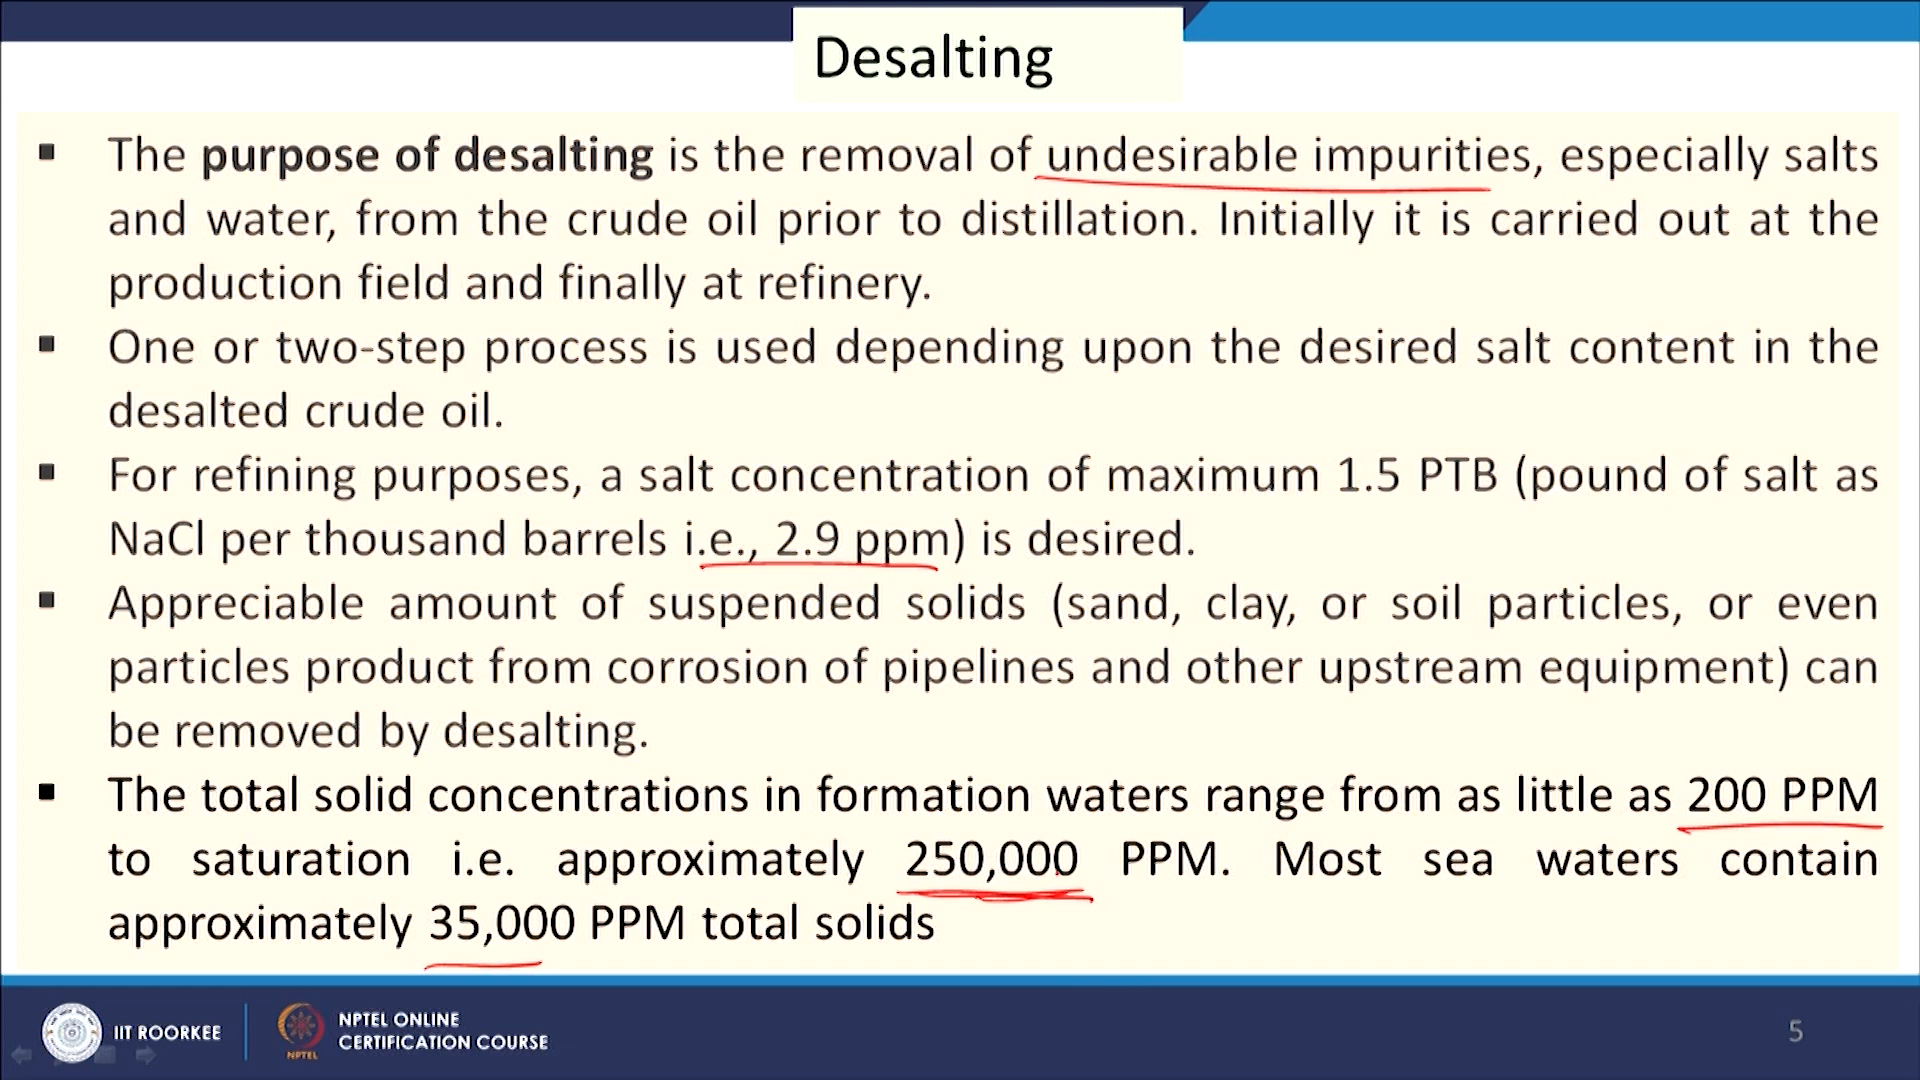 Desalting
▪ The purpose of desalting is the removal of undesirable impurities, especially salts
and water, from the crude oil prior to distillation. Initially it is carried out at the
production field and finally at refinery.
▪ One or two-step process is used depending upon the desired salt content in the
desalted crude oil.
▪ For refining purposes, a salt concentration of maximum 1.5 PTB (pound of salt as
NaCl per thousand barrels i.e., 2.9 ppm) is desired.
▪ Appreciable amount of suspended solids (sand, clay, or soil particles, or even
particles product from corrosion of pipelines and other upstream equipment) can
be removed by desalting.
▪ The total solid concentrations in formation waters range from as little as 200 PPM
to saturation i.e. approximately 250,000 PPM. Most sea waters contain
approximately 35,000 PPM total solids
IIT ROORKEE
NPTEL
NPTEL ONLINE
CERTIFICATION COURSE
5